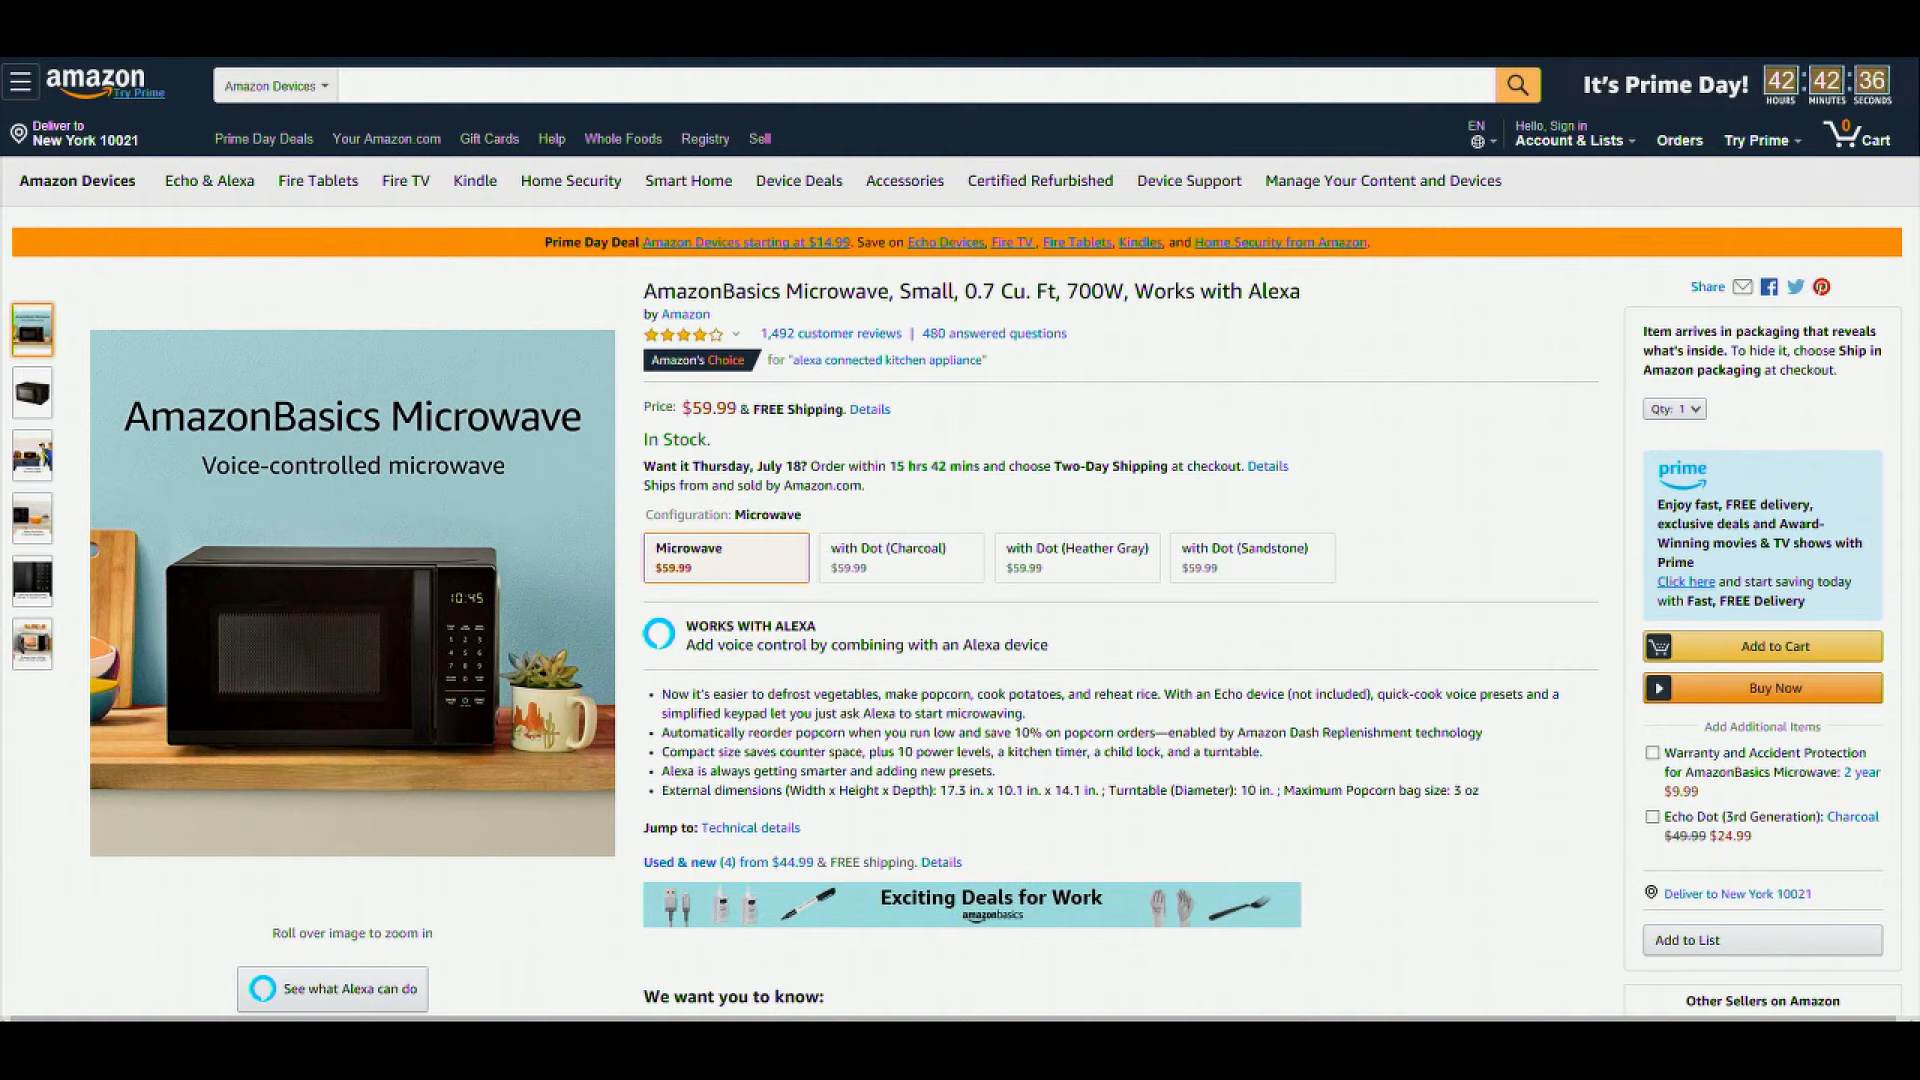 amazon
Try Prime
Amazon Devices
It's Prime Day!
42 : 42 : 36
HOURS MINUTES SECONDS
Deliver to
New York 10021
Prime Day Deals Your Amazon.com Gift Cards Help Whole Foods Registry Sell
EN
Hello, Sign in
Account & Lists
Orders
Try Prime
0
Cart
Amazon Devices Echo & Alexa Fire Tablets Fire TV Kindle Home Security Smart Home Device Deals Accessories Certified Refurbished Device Support Manage Your Content and Devices
Prime Day Deal Amazon Devices starting at $14.99. Save on Echo Devices, Fire TV , Fire Tablets, Kindles, and Home Security from Amazon.
AmazonBasics Microwave
Voice-controlled microwave
10:45
Roll over image to zoom in
See what Alexa can do
AmazonBasics Microwave, Small, 0.7 Cu. Ft, 700W, Works with Alexa
by Amazon
1,492 customer reviews | 480 answered questions
Amazon's Choice for "alexa connected kitchen appliance"
Price: $59.99 & FREE Shipping. Details
In Stock.
Want it Thursday, July 18? Order within 15 hrs 42 mins and choose Two-Day Shipping at checkout. Details
Ships from and sold by Amazon.com.
Configuration: Microwave
Microwave
$59.99
with Dot (Charcoal)
$59.99
with Dot (Heather Gray)
$59.99
with Dot (Sandstone)
$59.99
WORKS WITH ALEXA
Add voice control by combining with an Alexa device
• Now it's easier to defrost vegetables, make popcorn, cook potatoes, and reheat rice. With an Echo device (not included), quick-cook voice presets and a
simplified keypad let you just ask Alexa to start microwaving.
• Automatically reorder popcorn when you run low and save 10% on popcorn orders—enabled by Amazon Dash Replenishment technology
• Compact size saves counter space, plus 10 power levels, a kitchen timer, a child lock, and a turntable.
• Alexa is always getting smarter and adding new presets.
• External dimensions (Width x Height x Depth): 17.3 in. x 10.1 in. x 14.1 in. ; Turntable (Diameter): 10 in. ; Maximum Popcorn bag size: 3 oz
Jump to: Technical details
Used & new (4) from $44.99 & FREE shipping. Details
Exciting Deals for Work
amazonbasics
We want you to know:
Share
Item arrives in packaging that reveals
what's inside. To hide it, choose Ship in
Amazon packaging at checkout.
Qty: 1
prime
Enjoy fast, FREE delivery,
exclusive deals and Award-
Winning movies & TV shows with
Prime
Click here and start saving today
with Fast, FREE Delivery
Add to Cart
Buy Now
Add Additional Items
Warranty and Accident Protection
for AmazonBasics Microwave: 2 year
$9.99
Echo Dot (3rd Generation): Charcoal
$49.99 $24.99
Deliver to New York 10021
Add to List
Other Sellers on Amazon